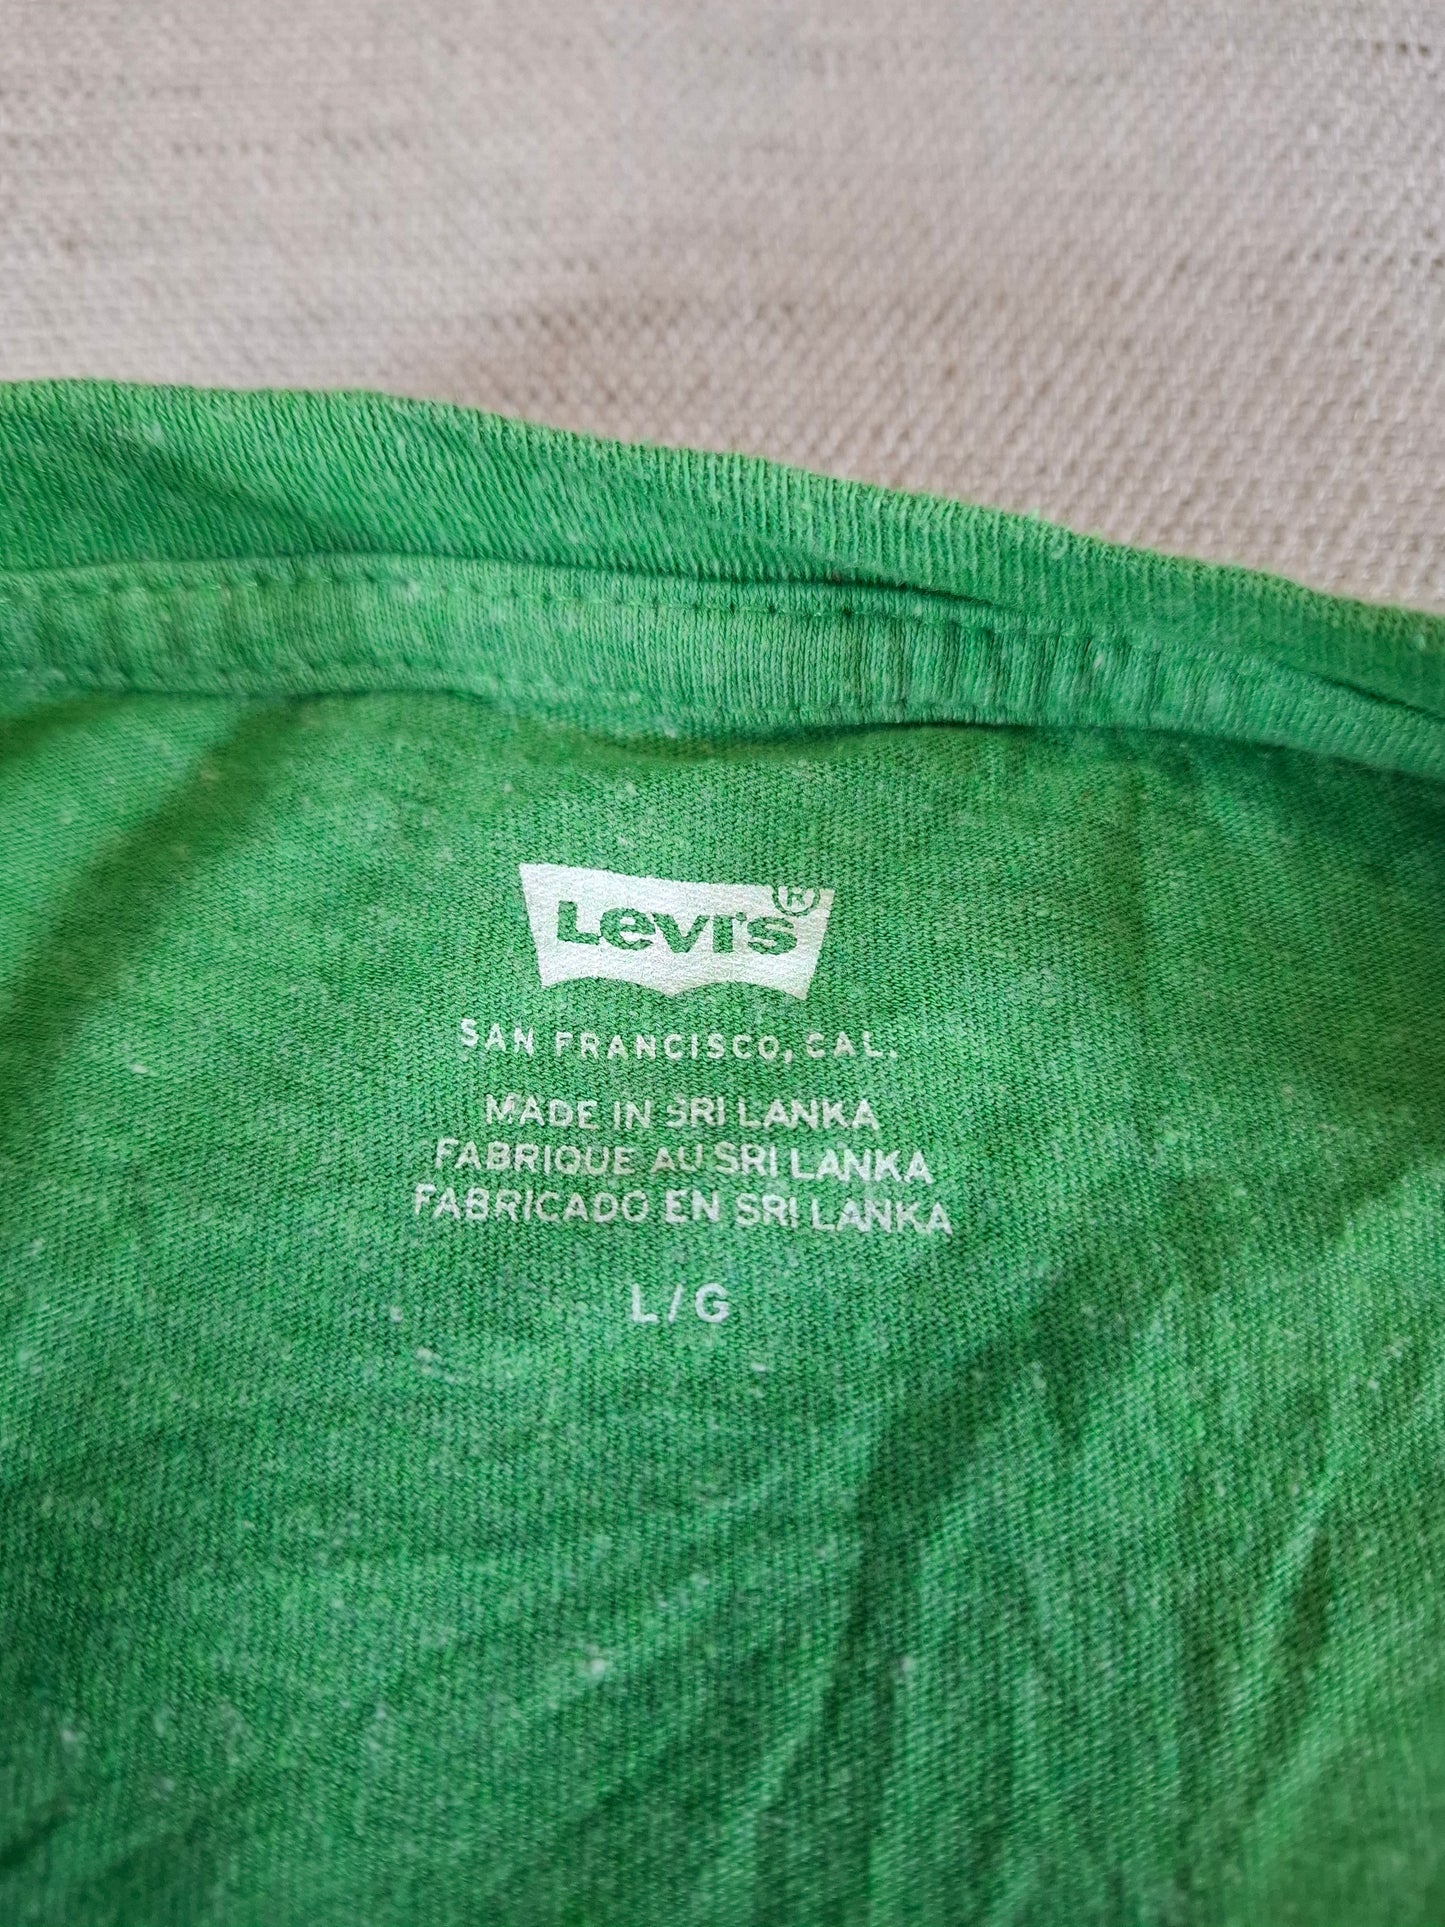 Levi's®
SAN FRANCISCO, CAL.
MADE IN SRI LANKA
FABRIQUE AU SRI LANKA
FABRICADO EN SRI LANKA
L/G